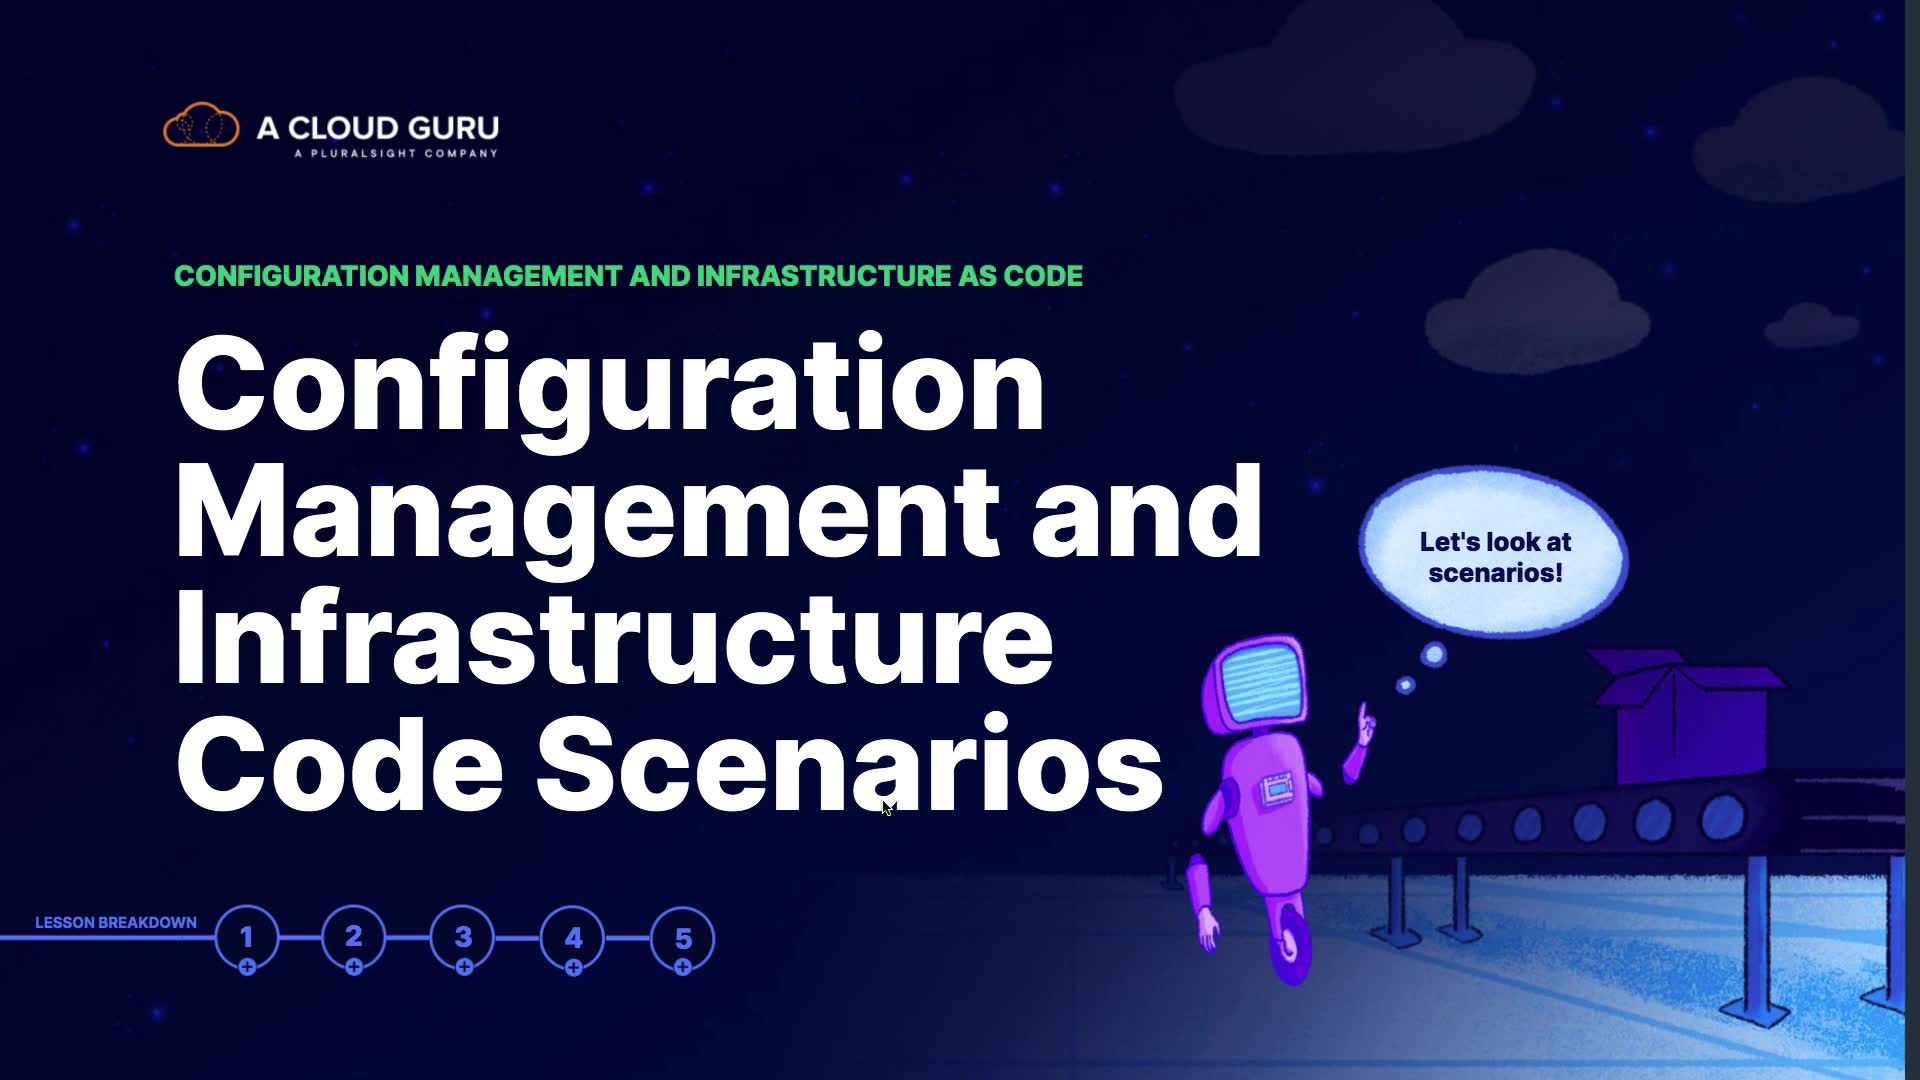 A CLOUD GURU
A PLURALSIGHT COMPANY
CONFIGURATION MANAGEMENT AND INFRASTRUCTURE AS CODE
Configuration
Management and
Infrastructure
Code Scenarios
Let's look at
scenarios!
LESSON BREAKDOWN
1 2 3 4 5